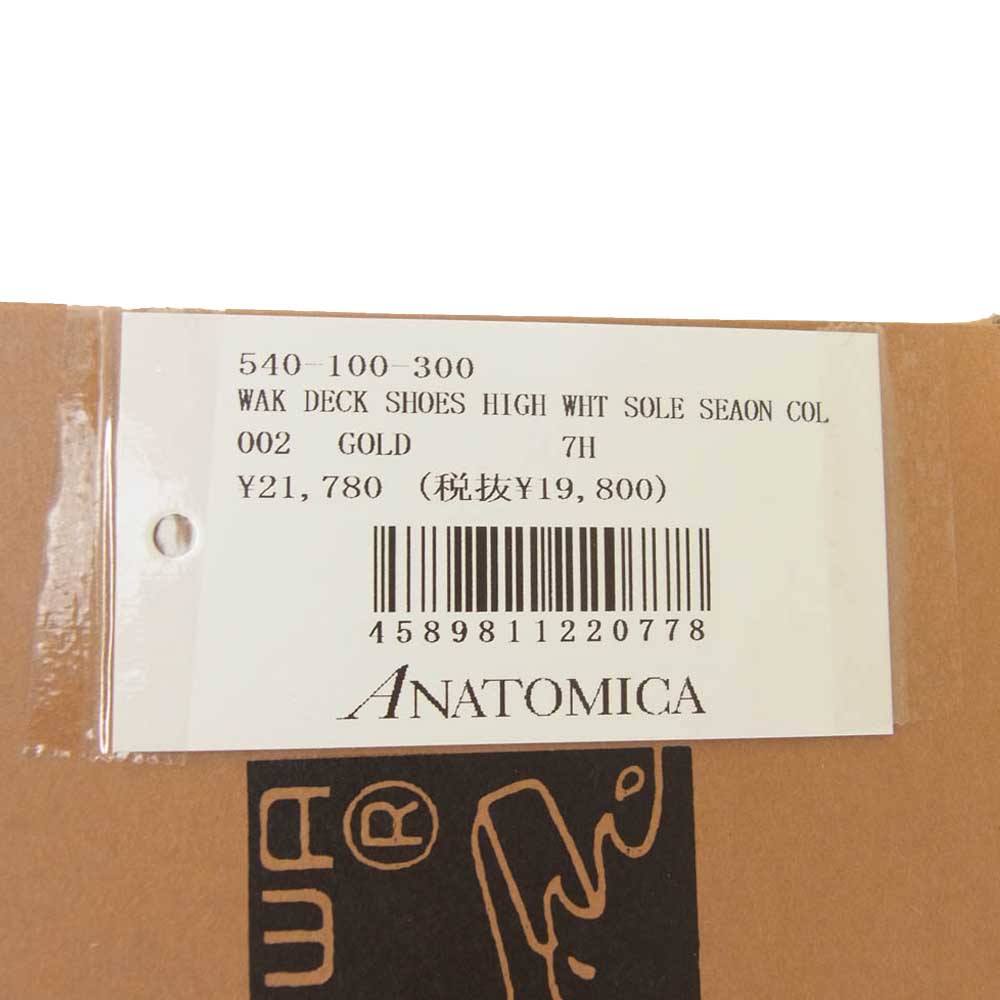 540-100-300
WAK DECK SHOES HIGH WHT SOLE SEAON COL
002 GOLD 7H
¥21,780 (税抜¥19,800)
4589811220778
ANATOMICA
WA
®